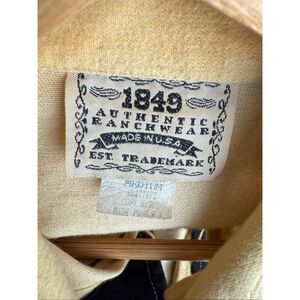 1849
AUTHENTIC
RANCHWEAR
MADE IN U.S.A.
EST. TRADEMARK
MEDIUM